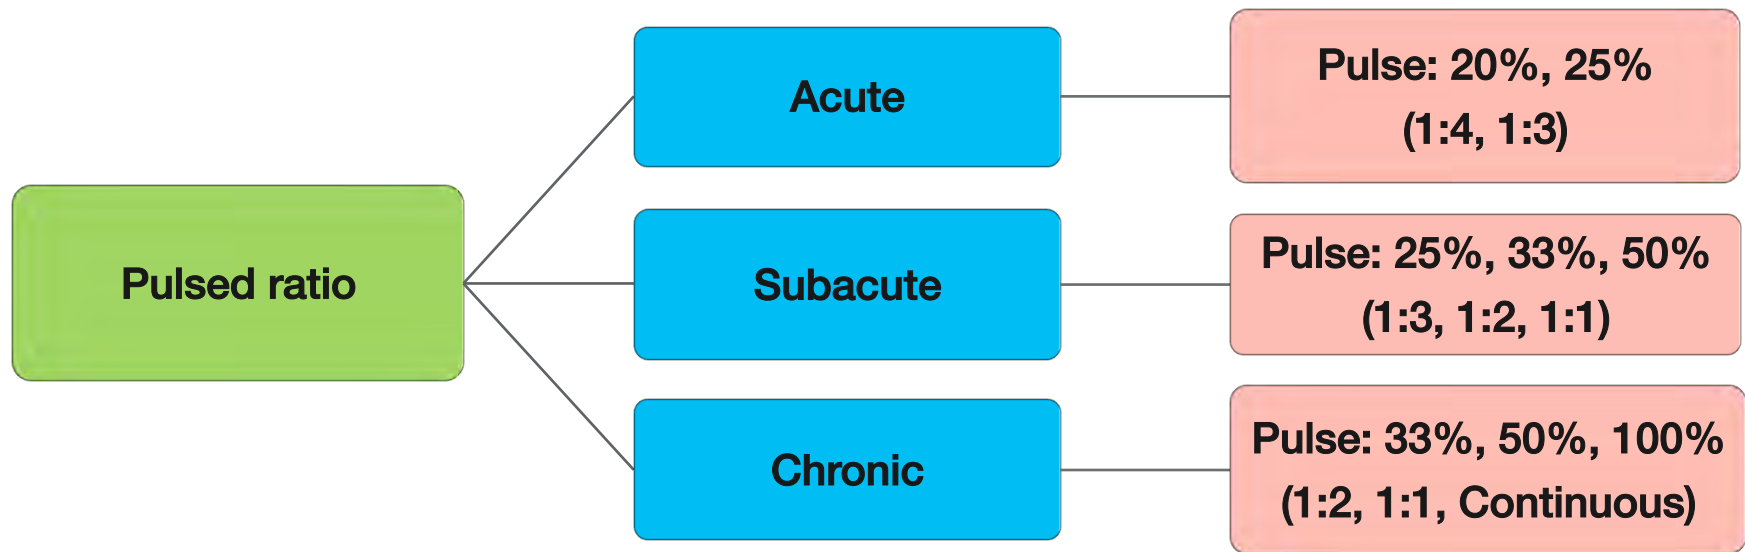 Pulsed ratio
Acute
Pulse: 20%, 25%
(1:4, 1:3)
Subacute
Pulse: 25%, 33%, 50%
(1:3, 1:2, 1:1)
Chronic
Pulse: 33%, 50%, 100%
(1:2, 1:1, Continuous)